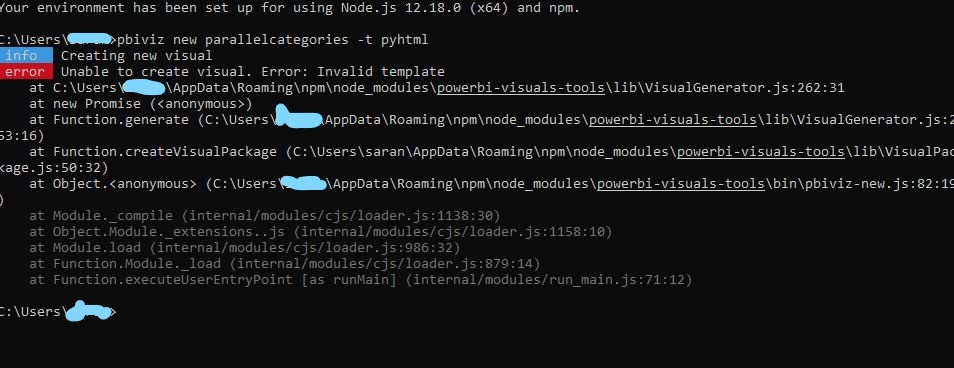 Your environment has been set up for using Node.js 12.18.0 (x64) and npm.
C:\Users\ >pbiviz new parallelcategories -t pyhtml
info Creating new visual
error Unable to create visual. Error: Invalid template
at C:\Users\ \AppData\Roaming\npm\node_modules\powerbi-visuals-tools\lib\VisualGenerator.js:262:31
at new Promise (<anonymous>)
at Function.generate (C:\Users\ \AppData\Roaming\npm\node_modules\powerbi-visuals-tools\lib\VisualGenerator.js:2
53:16)
at Function.createVisualPackage (C:\Users\saran\AppData\Roaming\npm\node_modules\powerbi-visuals-tools\lib\VisualPac
kage.js:50:32)
at Object.<anonymous> (C:\Users\ \AppData\Roaming\npm\node_modules\powerbi-visuals-tools\bin\pbiviz-new.js:82:19
)
at Module._compile (internal/modules/cjs/loader.js:1138:30)
at Object.Module._extensions..js (internal/modules/cjs/loader.js:1158:10)
at Module.load (internal/modules/cjs/loader.js:986:32)
at Function.Module._load (internal/modules/cjs/loader.js:879:14)
at Function.executeUserEntryPoint [as runMain] (internal/modules/run_main.js:71:12)
C:\Users\ >